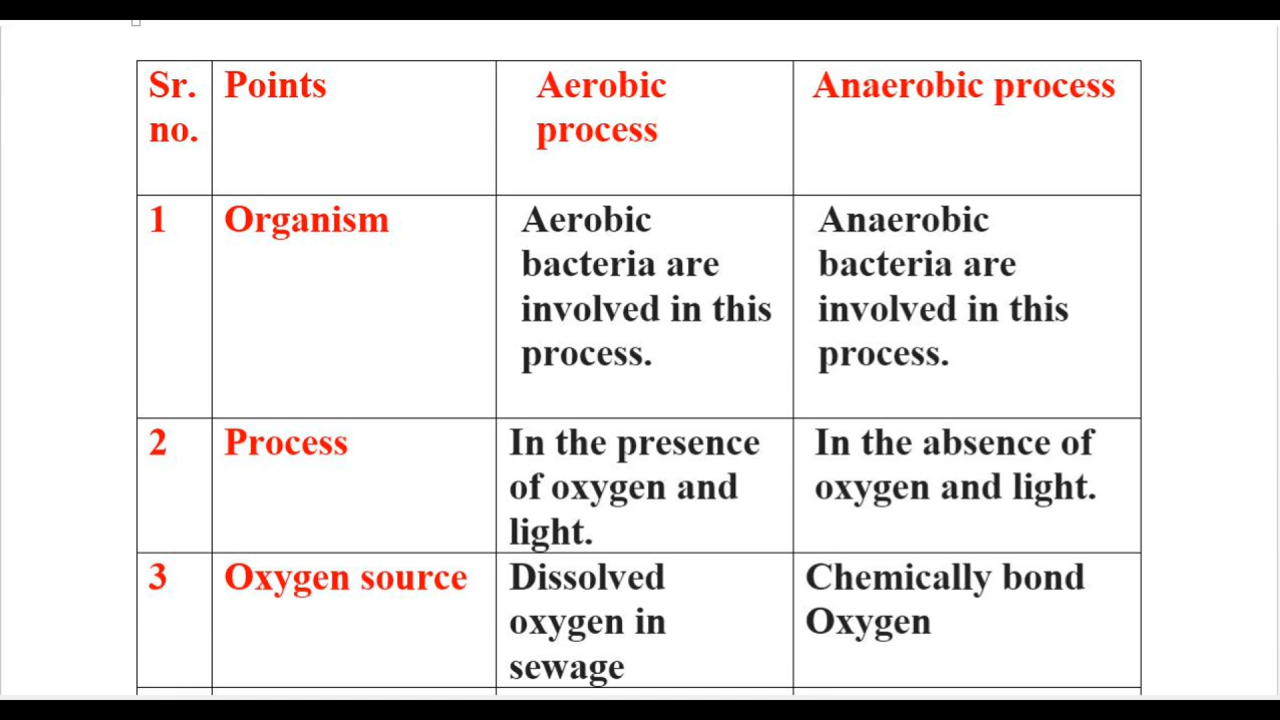 Sr. Points Aerobic Anaerobic process
no. process
1 Organism Aerobic Anaerobic
bacteria are bacteria are
involved in this involved in this
process. process.
2 Process In the presence In the absence of
of oxygen and oxygen and light.
light.
3 Oxygen source Dissolved Chemically bond
oxygen in Oxygen
sewage